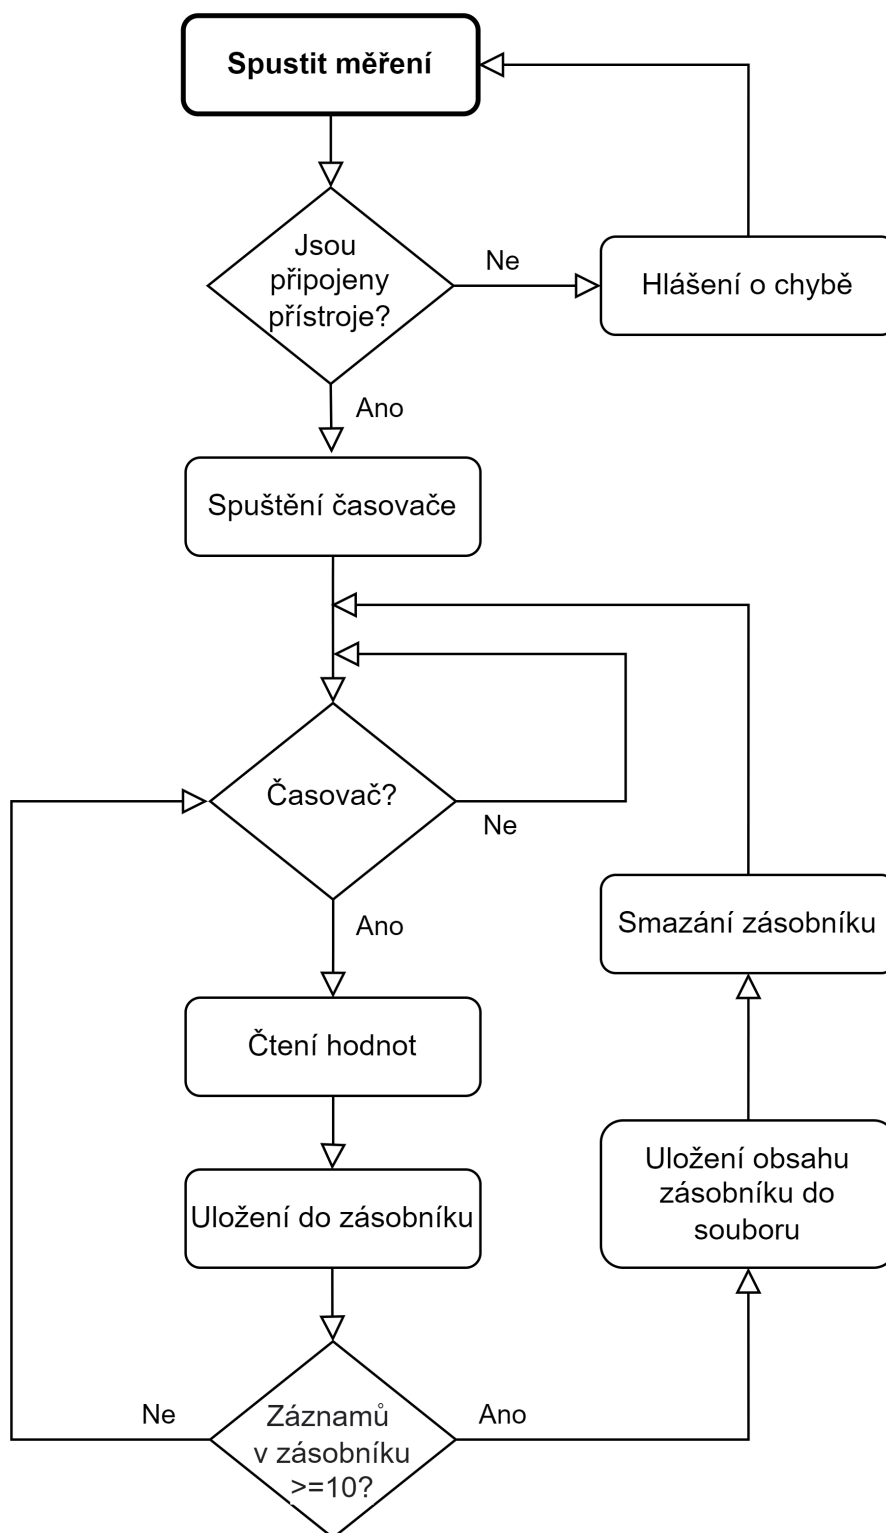 Spustit měření
Jsou
připojeny
přístroje?
Ne
Hlášení o chybě
Ano
Spuštění časovače
Časovač?
Ne
Ano
Smazání zásobníku
Čtení hodnot
Uložení obsahu
zásobníku do
souboru
Uložení do zásobníku
Ne
Záznamů
v zásobníku
>=10?
Ano